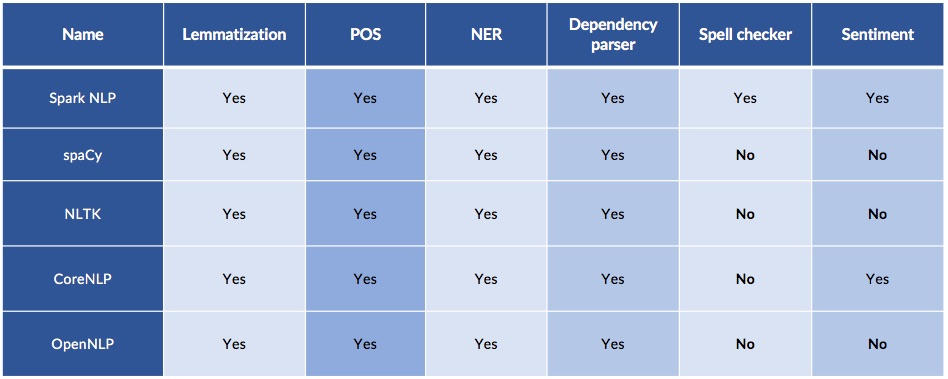 Name Lemmatization POS NER Dependency parser Spell checker Sentiment
Spark NLP Yes Yes Yes Yes Yes Yes
spaCy Yes Yes Yes Yes No No
NLTK Yes Yes Yes Yes No No
CoreNLP Yes Yes Yes Yes No Yes
OpenNLP Yes Yes Yes Yes No No